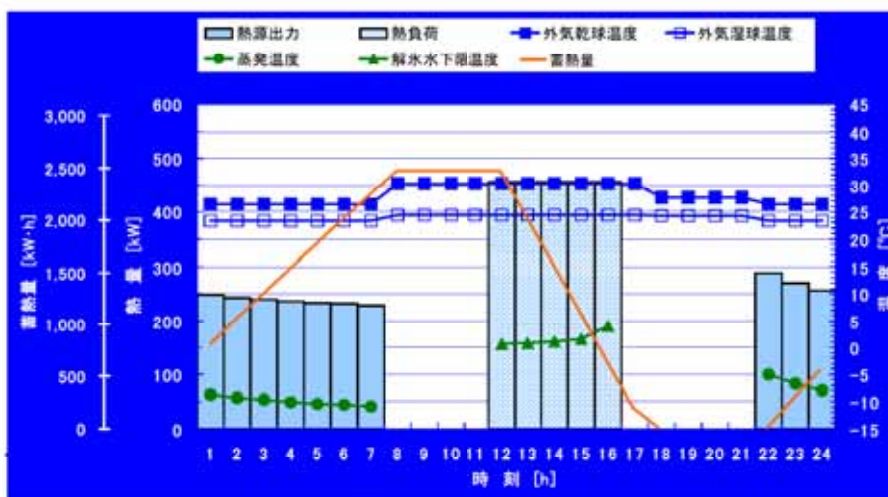 熱源出力 熱負荷 外気乾球温度 外気湿球温度
蒸発温度 解氷水下限温度 蓄熱量
3,000 600 45
40
2,500 500 35
30
2,000 400 25
20
1,500 300 15
10
1,000 200 5
0
500 100 -5
-10
0 0 -15
蓄熱量 [kW·h]
熱量 [kW]
温度 [℃]
1 2 3 4 5 6 7 8 9 10 11 12 13 14 15 16 17 18 19 20 21 22 23 24
時刻 [h]